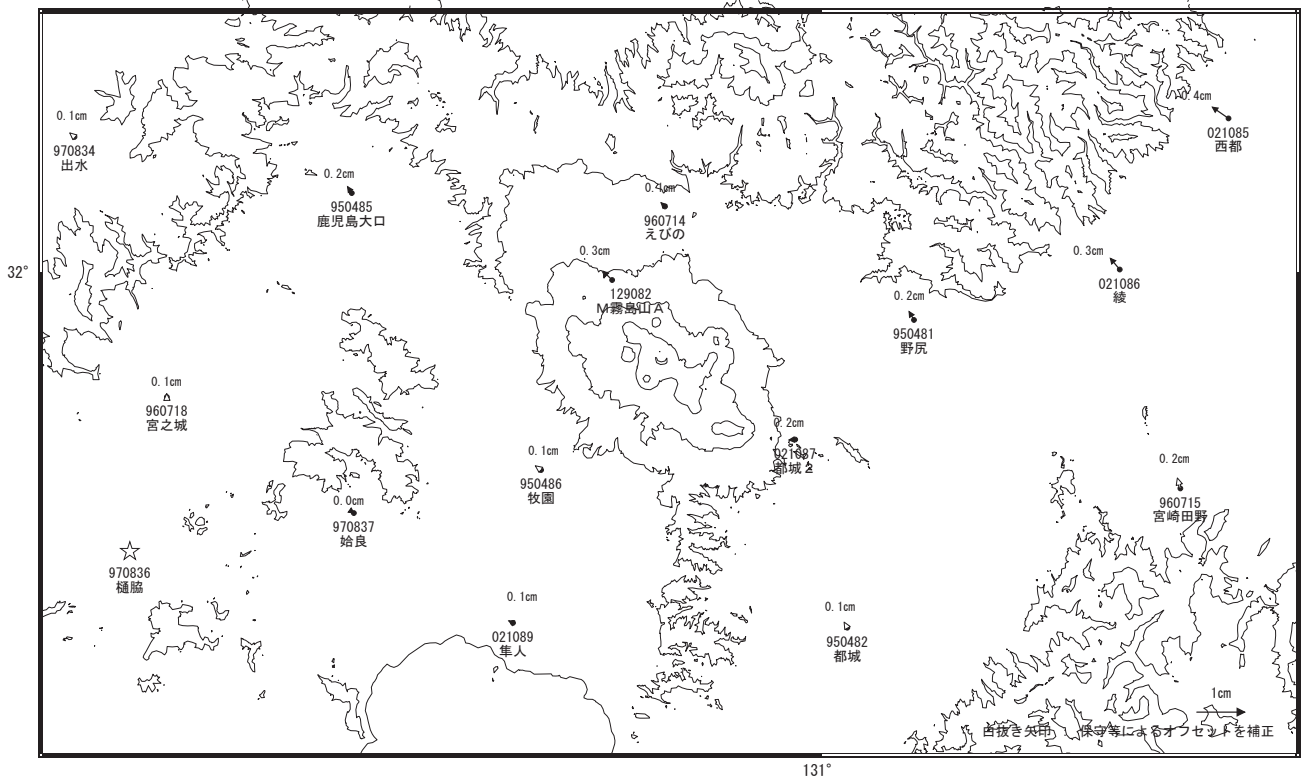 0.4cm
021085
西都
0.1cm
970834
出水
0.2cm
950485
鹿児島大口
0.4cm
960714
えびの
0.3cm
129082
M霧島山A
32°
0.3cm
021086
綾
0.2cm
950481
野尻
0.1cm
960718
宮之城
0.2cm
021087
都城2
0.1cm
950486
牧園
0.2cm
960715
宮崎田野
0.0cm
970837
姶良
970836
樋脇
0.1cm
021089
隼人
0.1cm
950482
都城
1cm
白抜き矢印 保守等によるオフセットを補正
131°